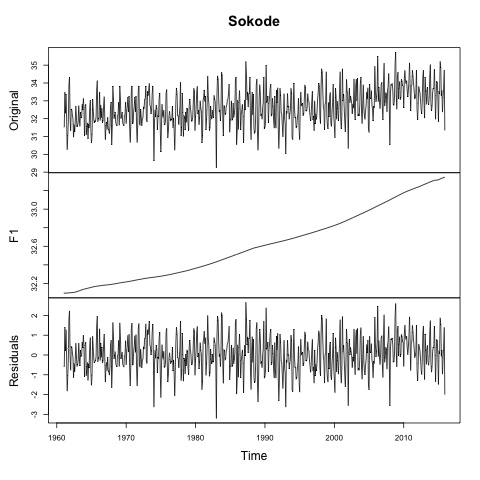 Sokode
Original
29 30 31 32 33 34 35
F1
32.2 32.6 33.0
Residuals
-3 -2 -1 0 1 2
1960 1970 1980 1990 2000 2010
Time